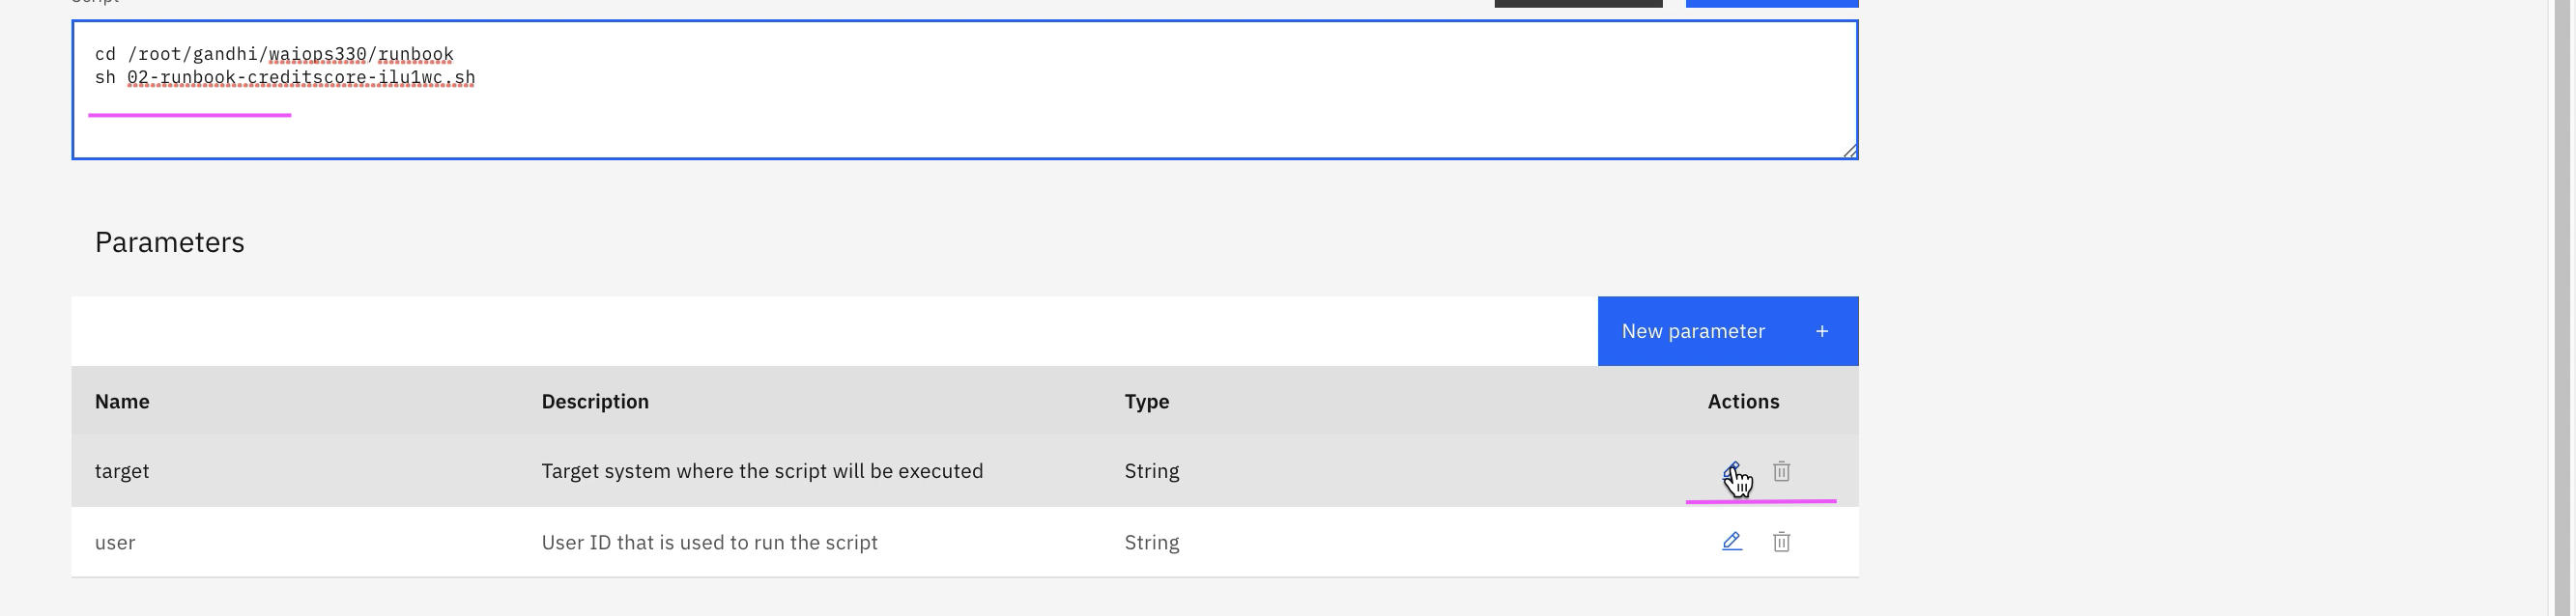 Script
cd /root/gandhi/waiops330/runbook
sh 02-runbook-creditscore-ilu1wc.sh
Parameters
New parameter +
Name Description Type Actions
target Target system where the script will be executed String
user User ID that is used to run the script String